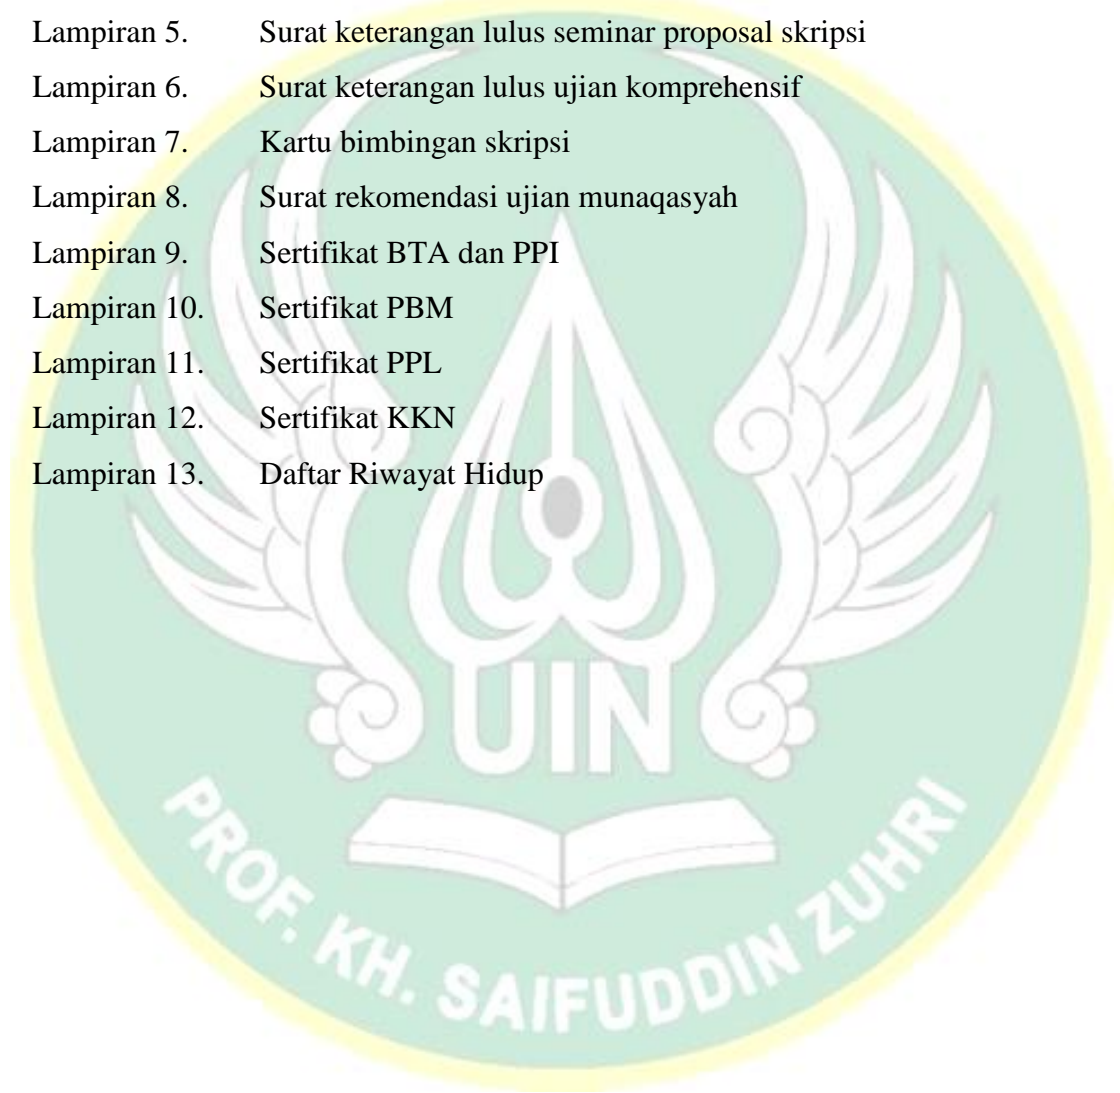 Lampiran 5. Surat keterangan lulus seminar proposal skripsi
Lampiran 6. Surat keterangan lulus ujian komprehensif
Lampiran 7. Kartu bimbingan skripsi
Lampiran 8. Surat rekomendasi ujian munaqasyah
Lampiran 9. Sertifikat BTA dan PPI
Lampiran 10. Sertifikat PBM
Lampiran 11. Sertifikat PPL
Lampiran 12. Sertifikat KKN
Lampiran 13. Daftar Riwayat Hidup
UIN
PROF. KH. SAIFUDDIN ZUHRI